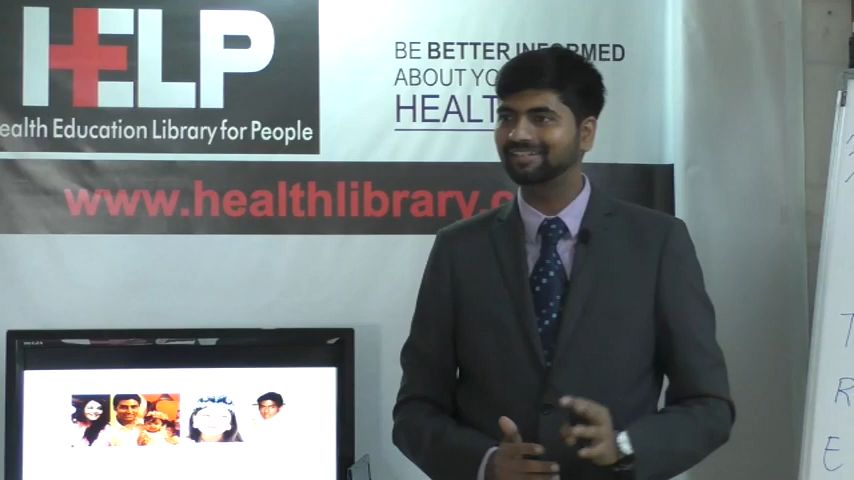 HELP
ealth Education Library for People
BE BETTER INFORMED
ABOUT YO
HEALT
www.healthlibrary.c
T
R
E